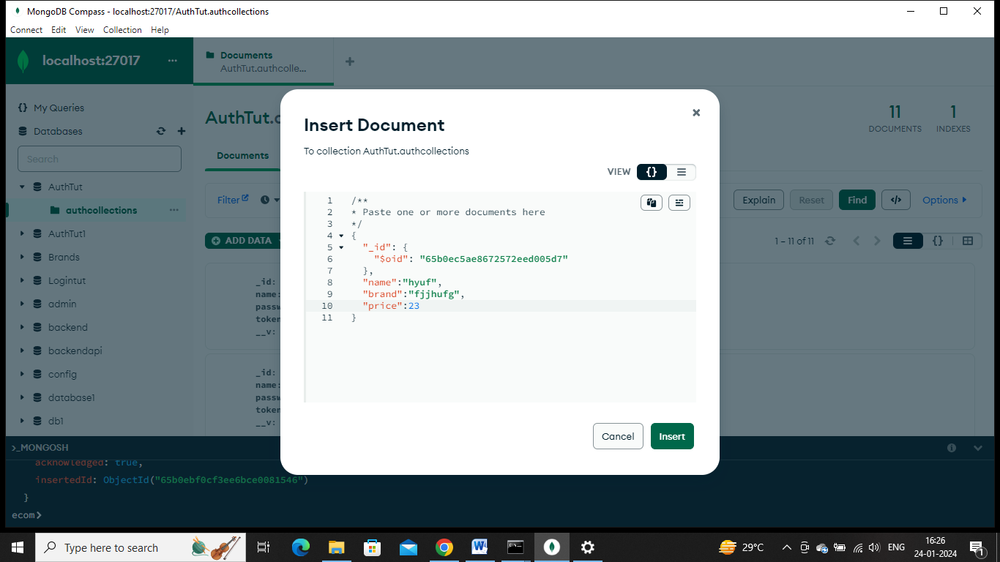 MongoDB Compass - localhost:27017/AuthTut.authcollections
Connect Edit View Collection Help
localhost:27017 ...
Documents
AuthTut.authcolle...
My Queries
Databases
Search
AuthTut
authcollections
AuthTut1
Brands
Logintut
admin
backend
backendapi
config
database1
db1
AuthTut.
11
DOCUMENTS
1
INDEXES
Documents
Filter
Explain
Reset
Find
</>
Options
ADD DATA
1 – 11 of 11
{}
_id:
name:
passw
token
__v:
_id:
name:
passw
token
__v:
Insert Document
To collection AuthTut.authcollections
VIEW {}
1 /**
2 * Paste one or more documents here
3 */
4 {
5 "_id": {
6 "$oid": "65b0ec5ae8672572eed005d7"
7 },
8 "name":"hyuf",
9 "brand":"fjjhufg",
10 "price":23
11 }
Cancel
Insert
>_MONGOSH
acknowledged: true,
insertedId: ObjectId("65b0ebf0cf3ee6bce0081546")
}
ecom>
Type here to search
29°C
ENG
16:26
24-01-2024
1